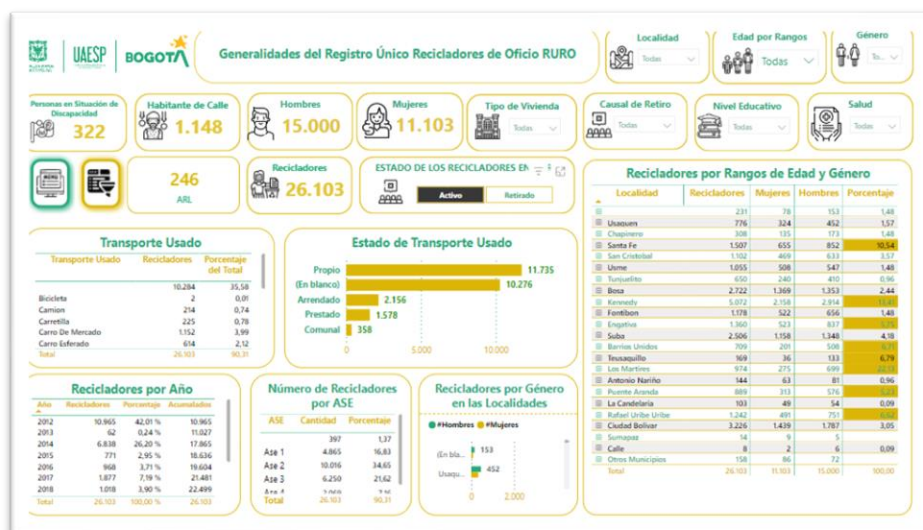 UAESP
BOGOTÁ
Generalidades del Registro Único Recicladores de Oficio RURO
Localidad
Todas
Edad por Rangos
Todas
Género
To...
Personas en Situación de Discapacidad
322
Habitante de Calle
1.148
Hombres
15.000
Mujeres
11.103
Tipo de Vivienda
Todas
Causal de Retiro
Todas
Nivel Educativo
Todas
Salud
Todas
MENU
246
ARL
Recicladores
26.103
ESTADO DE LOS RECICLADORES EN
Activo
Retirado
Transporte Usado
Transporte Usado Recicladores Porcentaje del Total
10.284 35,58
Bicicleta 2 0,01
Camion 214 0,74
Carretilla 225 0,78
Carro De Mercado 1.152 3,99
Carro Esferado 614 2,12
Total 26.103 90,31
Estado de Transporte Usado
Propio 11.735
(En blanco) 10.276
Arrendado 2.156
Prestado 1.578
Comunal 358
0 5.000 10.000
Recicladores por Rangos de Edad y Género
Localidad Recicladores Mujeres Hombres Porcentaje
231 78 153 1,48
Usaquen 776 324 452 1,57
Chapinero 308 135 173 1,48
Santa Fe 1.507 655 852 10,54
San Cristobal 1.102 469 633 3,57
Usme 1.055 508 547 1,48
Tunjuelito 650 240 410 0,96
Bosa 2.722 1.369 1.353 2,44
Kennedy 5.072 2.158 2.914
Fontibon 1.178 522 656 1,48
Engativa 1.360 523 837
Suba 2.506 1.158 1.348 4,18
Barrios Unidos 709 201 508
Teusaquillo 169 36 133 6,79
Los Martires 974 275 699
Antonio Nariño 144 63 81 0,96
Puente Aranda 889 313 576
La Candelaria 103 49 54 0,09
Rafael Uribe Uribe 1.242 491 751
Ciudad Bolivar 3.226 1.439 1.787 3,05
Sumapaz 14 9 5
Calle 8 2 6 0,09
Otros Municipios 158 86 72
Total 26.103 11.103 15.000 100,00
Recicladores por Año
Año Recicladores Porcentaje Acumulados
2012 10.965 42,01 % 10.965
2013 62 0,24 % 11.027
2014 6.838 26,20 % 17.865
2015 771 2,95 % 18.636
2016 968 3,71 % 19.604
2017 1.877 7,19 % 21.481
2018 1.018 3,90 % 22.499
Total 26.103 100,00 % 26.103
Número de Recicladores por ASE
ASE Cantidad Porcentaje
397 1,37
Ase 1 4.865 16,83
Ase 2 10.016 34,65
Ase 3 6.250 21,62
Total 26.103 90,31
Recicladores por Género en las Localidades
#Hombres #Mujeres
(En bla... 153
Usaqu... 452
0 2.000